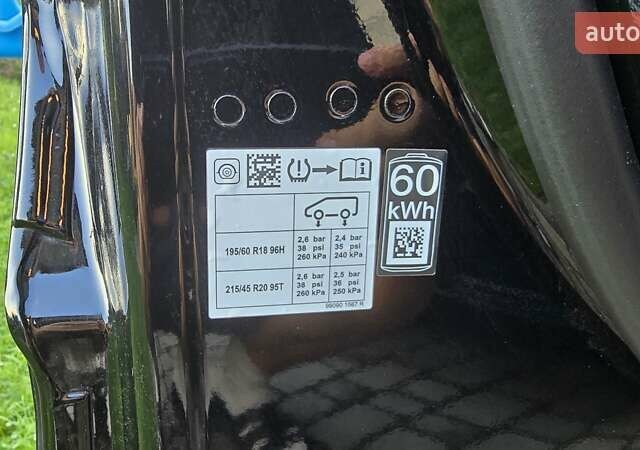 auto
60
kWh
195/60 R18 96H
2,6 bar
38 psi
260 kPa
2,4 bar
35 psi
240 kPa
215/45 R20 95T
2,6 bar
38 psi
260 kPa
2,5 bar
36 psi
250 kPa